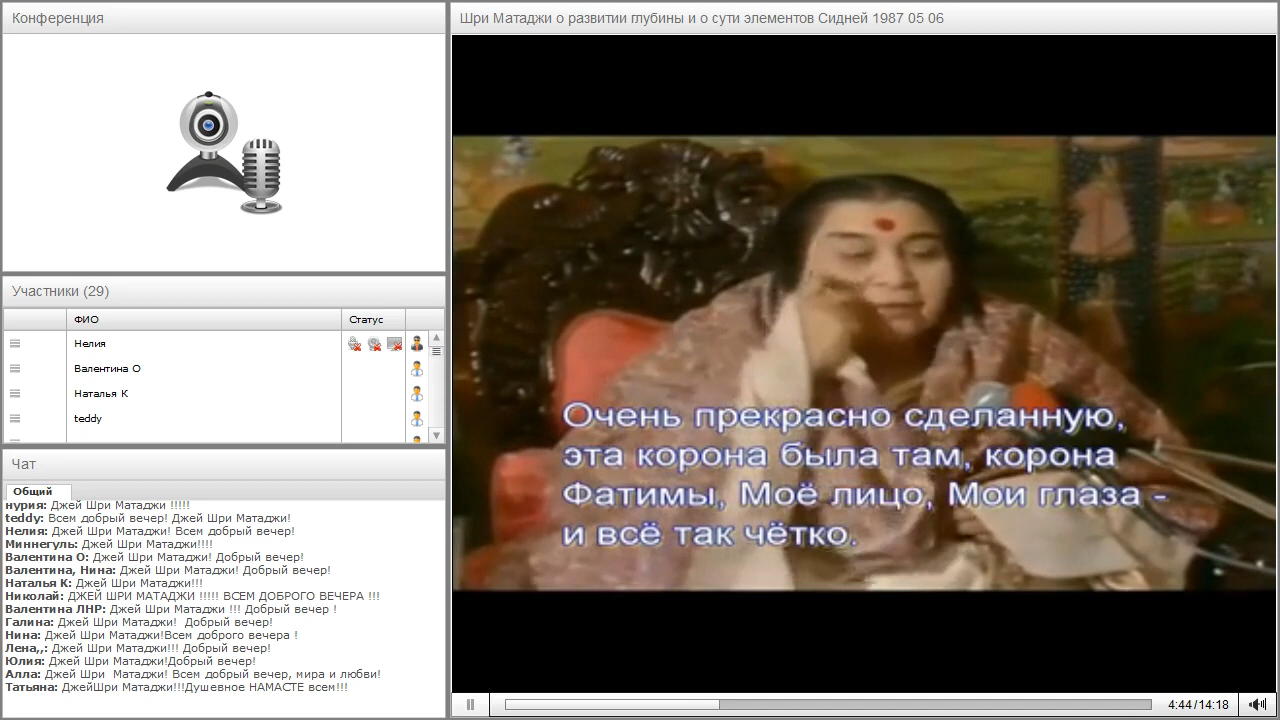 Конференция
Участники (29)
ФИО
Статус
Нелия
Валентина О
Наталья К
teddy
Чат
Общий
нурия: Джей Шри Матаджи !!!!!
teddy: Всем добрый вечер! Джей Шри Матаджи!
Нелия: Джей Шри Матаджи! Всем добрый вечер!
Миннегуль: Джей Шри Матаджи!!!!
Валентина О: Джей Шри Матаджи! Добрый вечер!
Валентина, Нина: Джей Шри Матаджи! Добрый вечер!
Наталья К: Джей Шри Матаджи!!!
Николай: ДЖЕЙ ШРИ МАТАДЖИ !!!!! ВСЕМ ДОБРОГО ВЕЧЕРА !!!
Валентина ЛНР: Джей Шри Матаджи !!! Добрый вечер !
Галина: Джей Шри Матаджи!  Добрый вечер!
Нина: Джей Шри Матаджи!Всем доброго вечера !
Лена,,: Джей Шри Матаджи!!! Добрый вечер!
Юлия: Джей Шри Матаджи!Добрый вечер!
Алла: Джей Шри  Матаджи! Всем добрый вечер, мира и любви!
Татьяна: ДжейШри Матаджи!!!Душевное НАМАСТЕ всем!!!
Шри Матаджи о развитии глубины и о сути элементов Сидней 1987 05 06
Очень прекрасно сделанную,
эта корона была там, корона
Фатимы, Моё лицо, Мои глаза -
и всё так чётко.
4:44/14:18